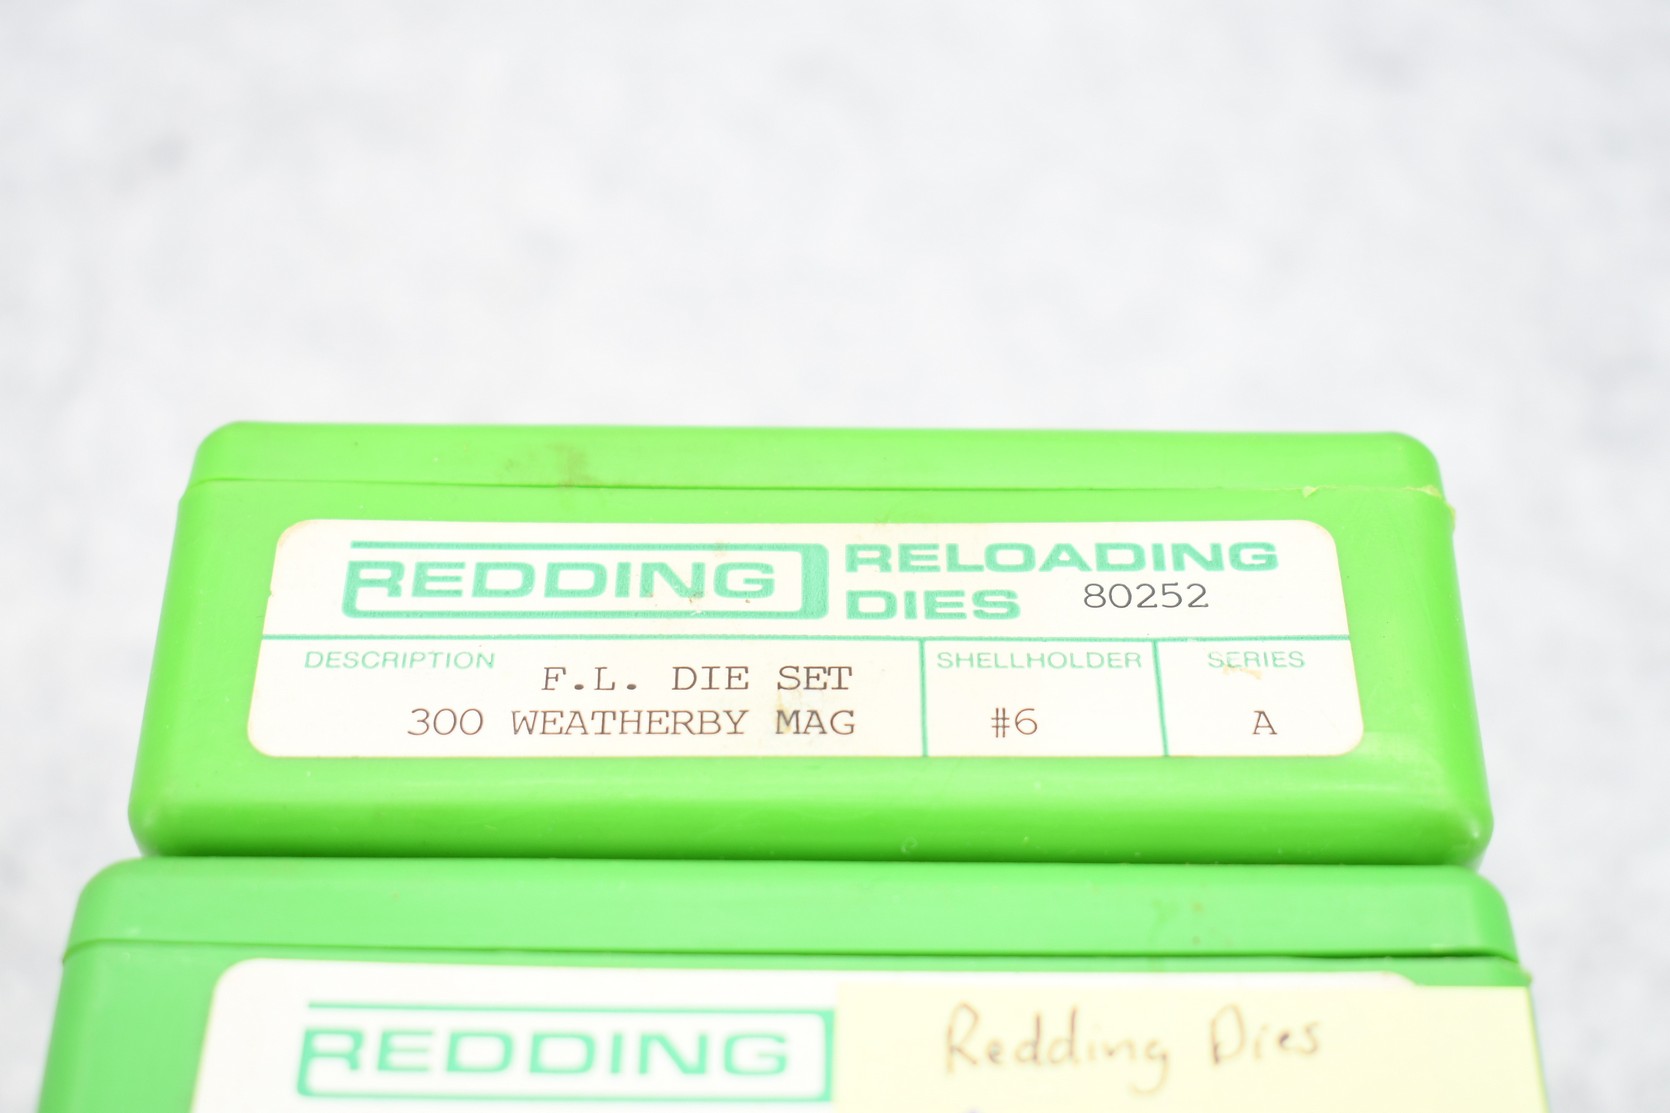 REDDING RELOADING
DIES 80252
DESCRIPTION SHELLHOLDER SERIES
F.L. DIE SET
300 WEATHERBY MAG #6 A
REDDING
Redding Dies